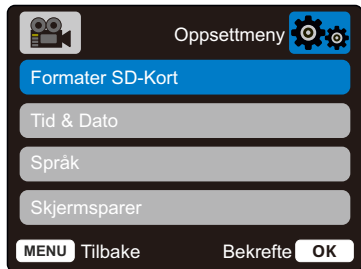 Oppsettmeny
Formater SD-Kort
Tid & Dato
Språk
Skjermsparer
MENU Tilbake Bekrefte OK